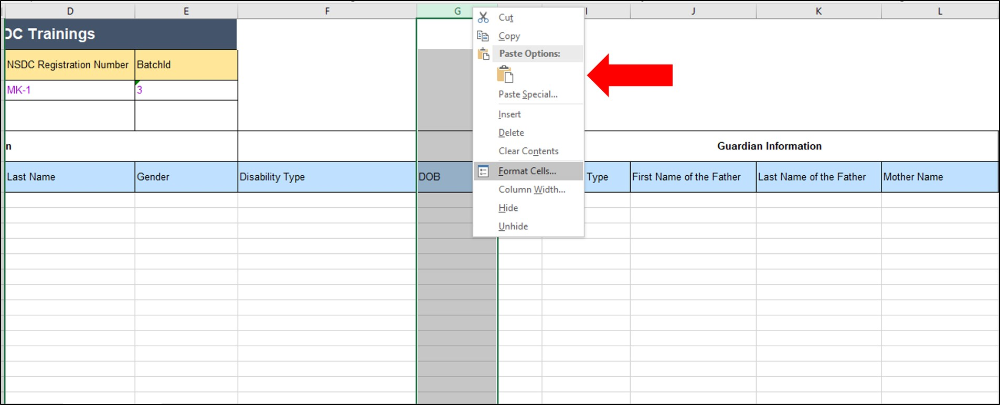 D E F G I J K L
DC Trainings
NSDC Registration Number BatchId
MK-1 3
n Guardian Information
Last Name Gender Disability Type DOB Type First Name of the Father Last Name of the Father Mother Name
Cut
Copy
Paste Options:
Paste Special...
Insert
Delete
Clear Contents
Format Cells...
Column Width...
Hide
Unhide